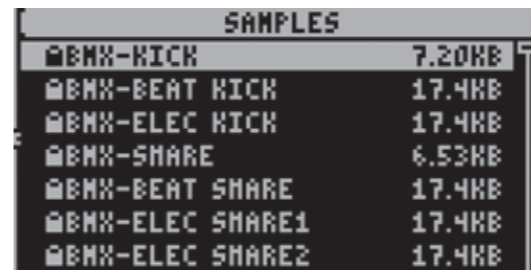 SAMPLES
BMX-KICK 7.20KB
BMX-BEAT KICK 17.4KB
BMX-ELEC KICK 17.4KB
BMX-SNARE 6.53KB
BMX-BEAT SNARE 17.4KB
BMX-ELEC SNARE1 17.4KB
BMX-ELEC SNARE2 17.4KB